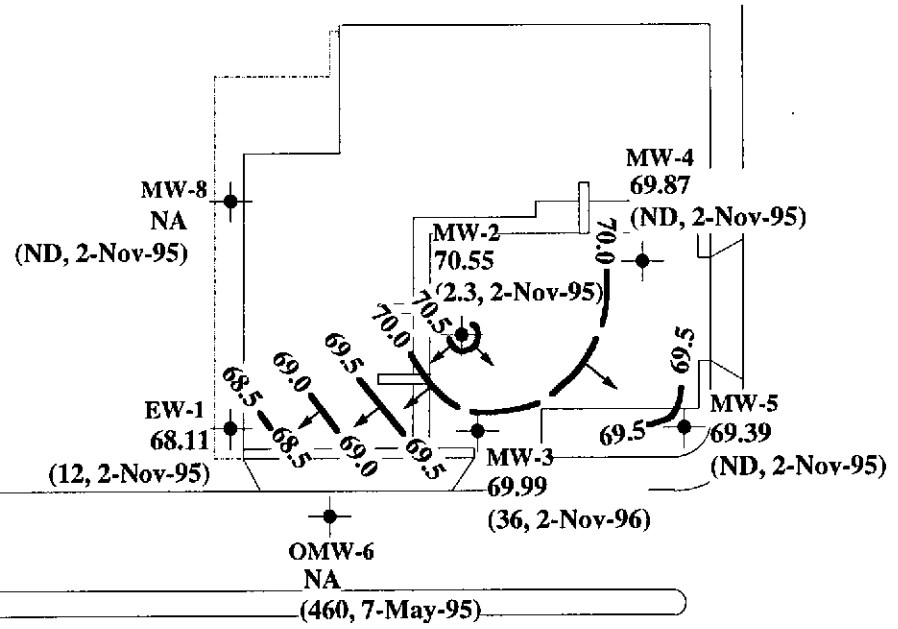 MW-4
69.87
(ND, 2-Nov-95)
MW-8
NA
(ND, 2-Nov-95)
MW-2
70.55
(2.3, 2-Nov-95)
70.0
70.5
70.0
69.5
69.0
68.5
69.5
69.5
EW-1
68.11
(12, 2-Nov-95)
68.5
69.0
69.5
MW-5
69.39
(ND, 2-Nov-95)
MW-3
69.99
(36, 2-Nov-96)
OMW-6
NA
(460, 7-May-95)